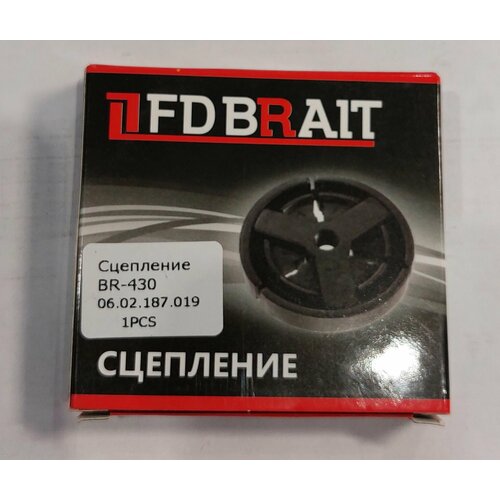 FDBRAIT
Сцепление
BR-430
06.02.187.019
1PCS
СЦЕПЛЕНИЕ